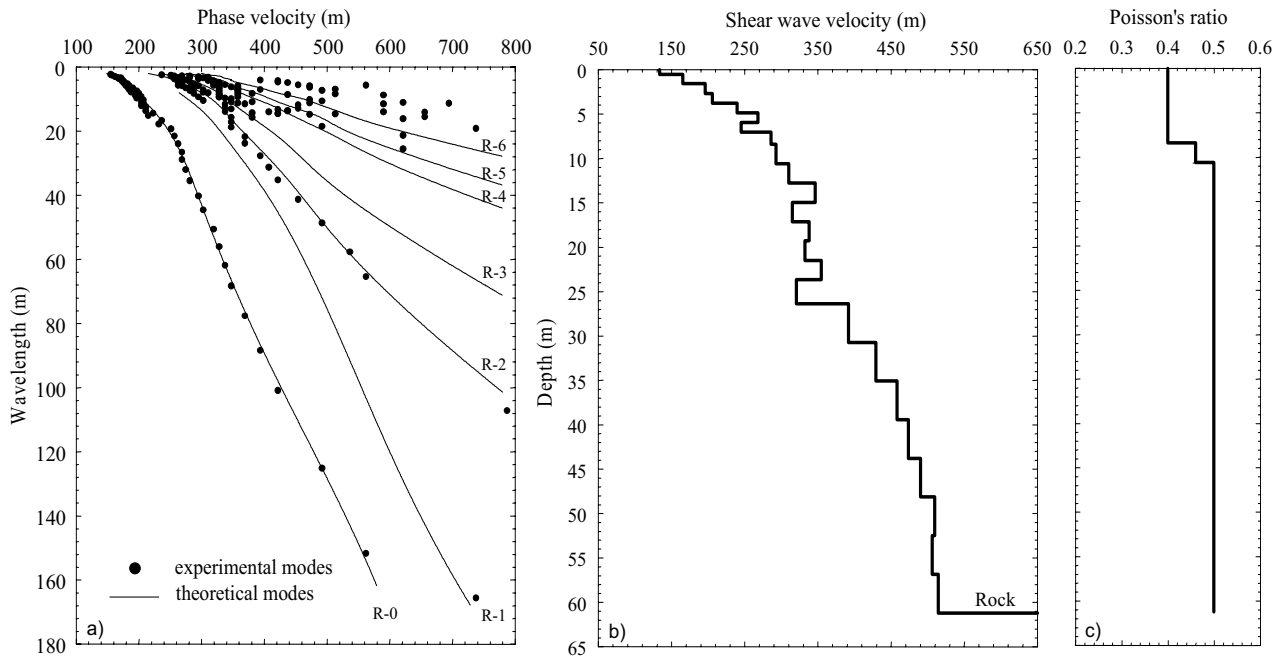 Phase velocity (m)
100 200 300 400 500 600 700 800
0
20
40
60
80
100
120
140
160
180
Wavelength (m)
R-6
R-5
R-4
R-3
R-2
R-1
R-0
experimental modes
theoretical modes
a)
Shear wave velocity (m)
50 150 250 350 450 550 650
0
5
10
15
20
25
30
35
40
45
50
55
60
65
Depth (m)
Rock
b)
Poisson's ratio
0.2 0.3 0.4 0.5 0.6
c)